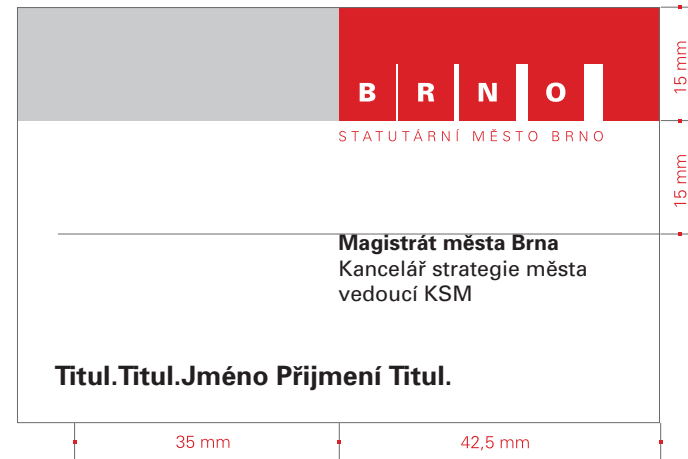 B R N O
STATUTÁRNÍ MĚSTO BRNO
15 mm
15 mm
Magistrát města Brna
Kancelář strategie města
vedoucí KSM
Titul.Titul.Jméno Přijmení Titul.
35 mm
42,5 mm